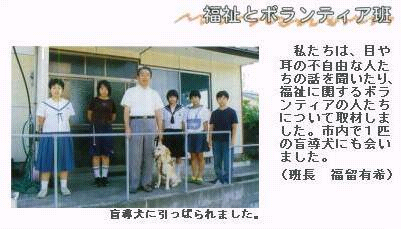 福祉とボランティア班
私たちは、目や
耳の不自由な人た
ちの話を聞いたり、
福祉に関するボラ
ンティアの人たち
について取材しま
した。市内で１匹
の盲導犬にも会い
ました。
（班長　福留有希）
盲導犬に引っぱられました。